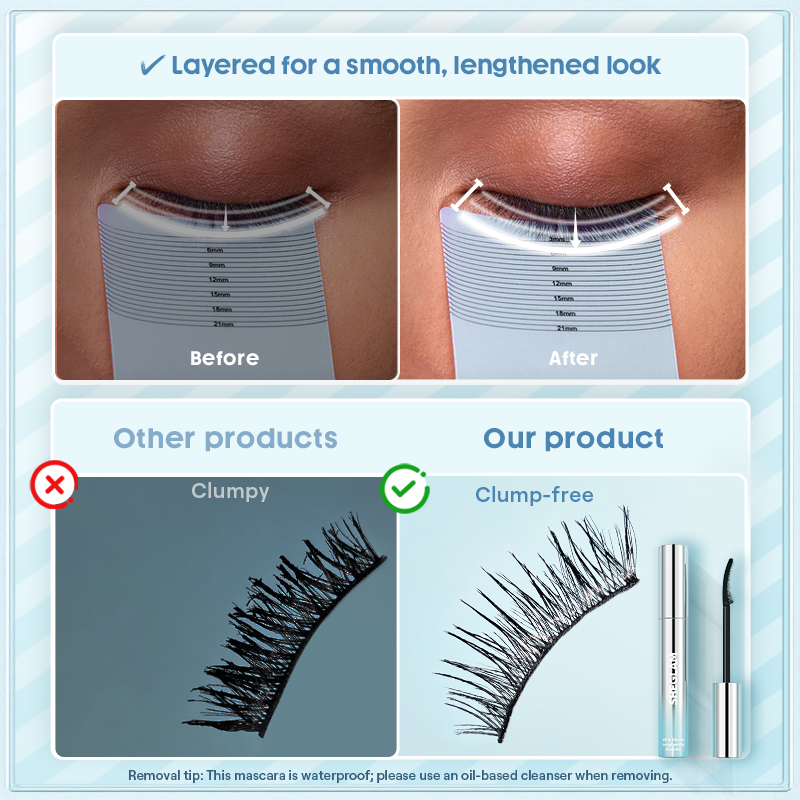 ✓ Layered for a smooth, lengthened look
6mm
9mm
12mm
15mm
18mm
21mm
Before
3mm
6mm
9mm
12mm
15mm
18mm
21mm
After
Other products
Our product
Clumpy
Clump-free
SHEGLAM
Removal tip: This mascara is waterproof; please use an oil-based cleanser when removing.